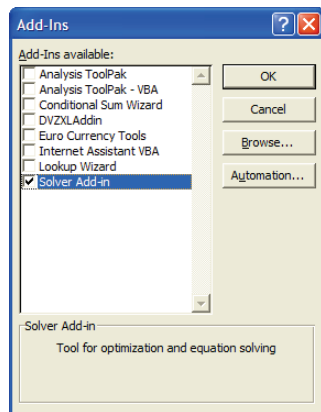 Add-Ins
Add-Ins available:
Analysis ToolPak
Analysis ToolPak - VBA
Conditional Sum Wizard
DVZXLAddin
Euro Currency Tools
Internet Assistant VBA
Lookup Wizard
Solver Add-in
OK
Cancel
Browse...
Automation...
Solver Add-in
Tool for optimization and equation solving